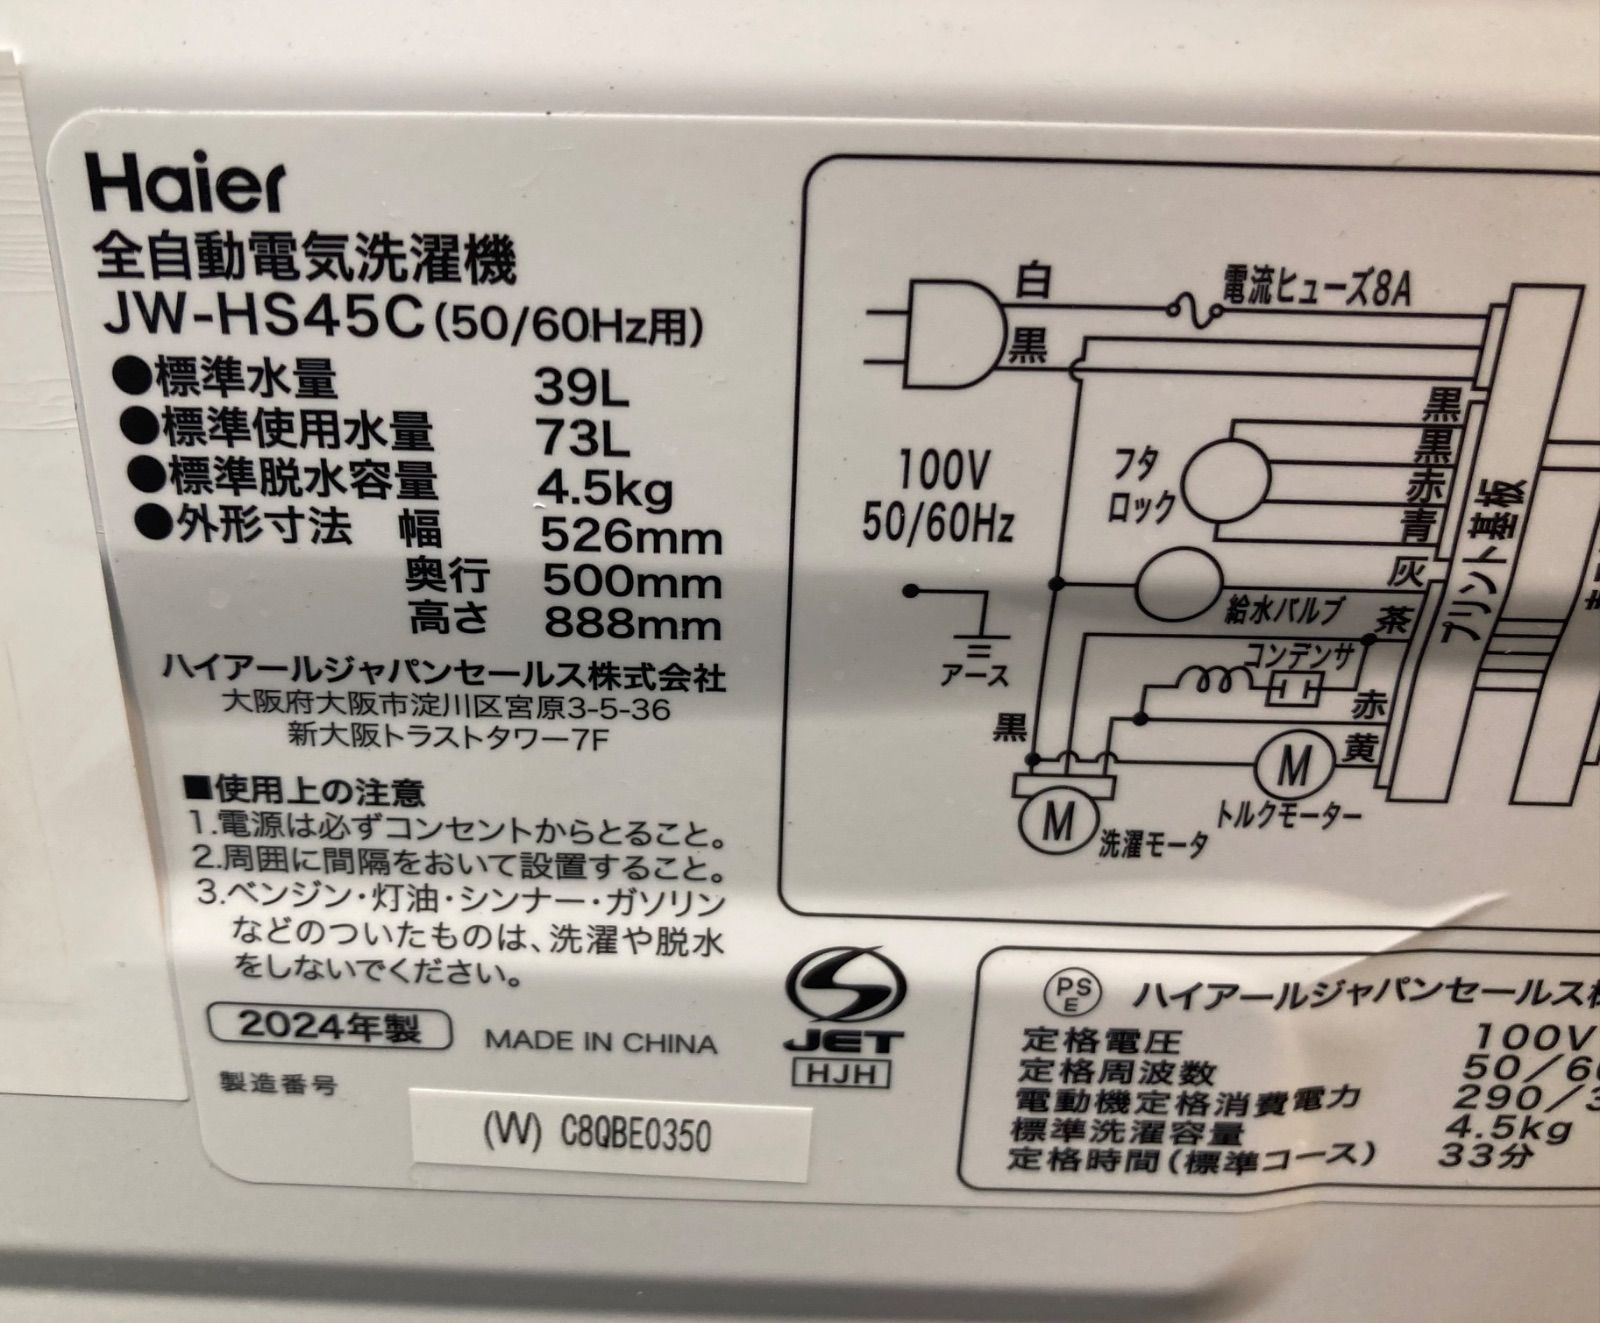 Haier
全自動電気洗濯機
JW-HS45C(50/60Hz用)
●標準水量 39L
●標準使用水量 73L
●標準脱水容量 4.5kg
●外形寸法 幅 526mm
奥行 500mm
高さ 888mm
ハイアールジャパンセールス株式会社
大阪府大阪市淀川区宮原3-5-36
新大阪トラストタワー7F
■使用上の注意
1.電源は必ずコンセントからとること。
2.周囲に間隔をおいて設置すること。
3.ベンジン・灯油・シンナー・ガソリン
などのついたものは、洗濯や脱水
をしないでください。
2024年製 MADE IN CHINA
製造番号
(W) C8QBE0350
JET
HJH
白
電流ヒューズ8A
黒
黒
黒
赤
青
フタ
ロック
100V
50/60Hz
プリント基板
灰
給水バルブ
茶
アース
コンデンサ
赤
黒
黄
M
トルクモーター
M
洗濯モータ
PS
E
ハイアールジャパンセールス
定格電圧 100V
定格周波数 50/6
電動機定格消費電力 290/3
標準洗濯容量 4.5kg
定格時間(標準コース) 33分